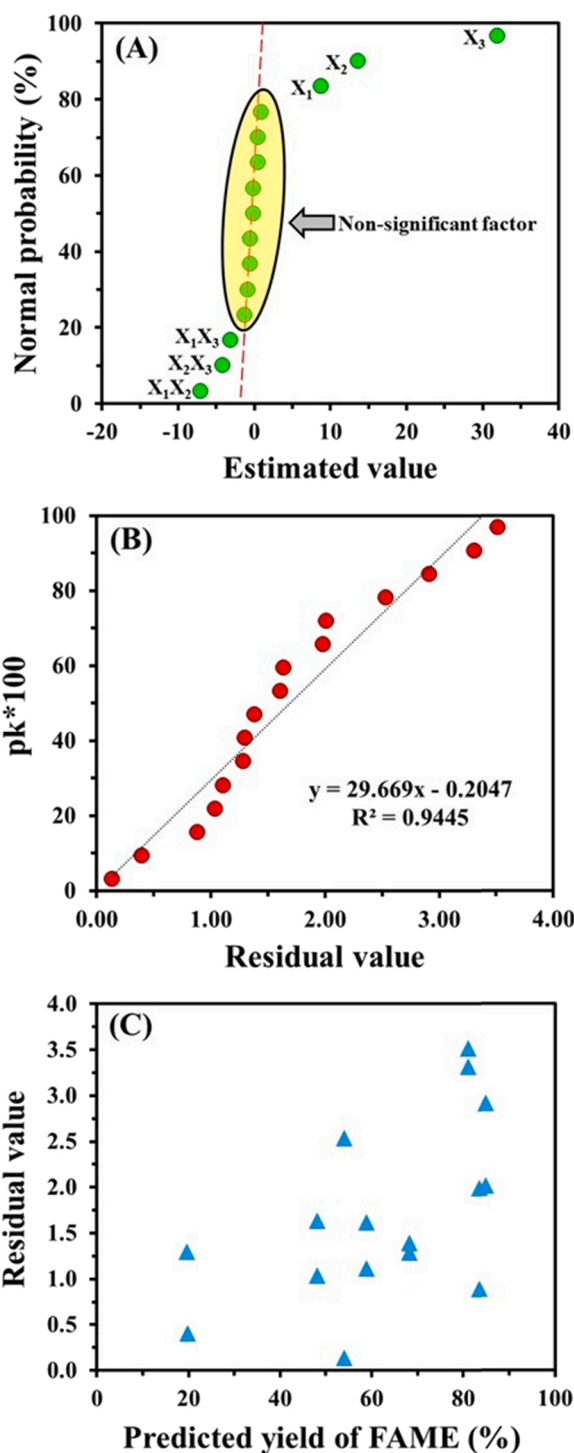 (A)
Normal probability (%)
100
80
60
40
20
0
X₃
X₂
X₁
Non-significant factor
X₁X₃
X₂X₃
X₁X₂
-20 -10 0 10 20 30 40
Estimated value
(B)
pk*100
100
80
60
40
20
0
y = 29.669x - 0.2047
R² = 0.9445
0.00 1.00 2.00 3.00 4.00
Residual value
(C)
Residual value
4.0
3.5
3.0
2.5
2.0
1.5
1.0
0.5
0.0
0 20 40 60 80 100
Predicted yield of FAME (%)